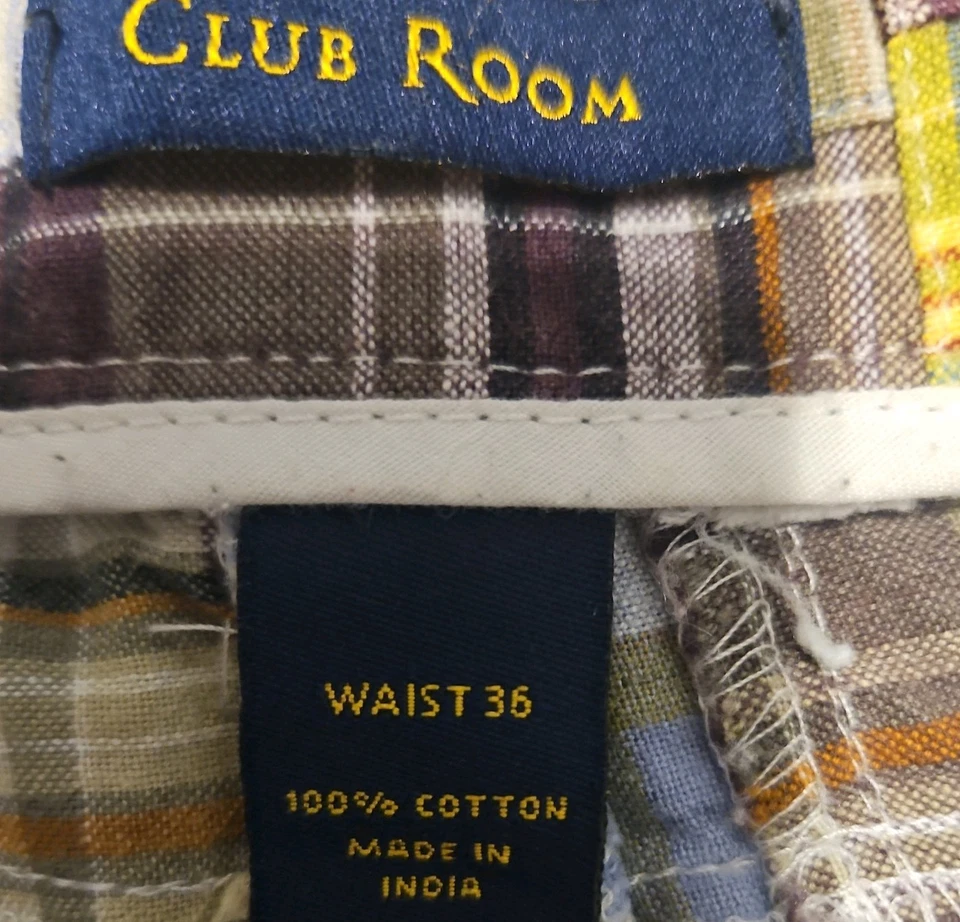 CLUB ROOM
WAIST 36
100% COTTON
MADE IN
INDIA